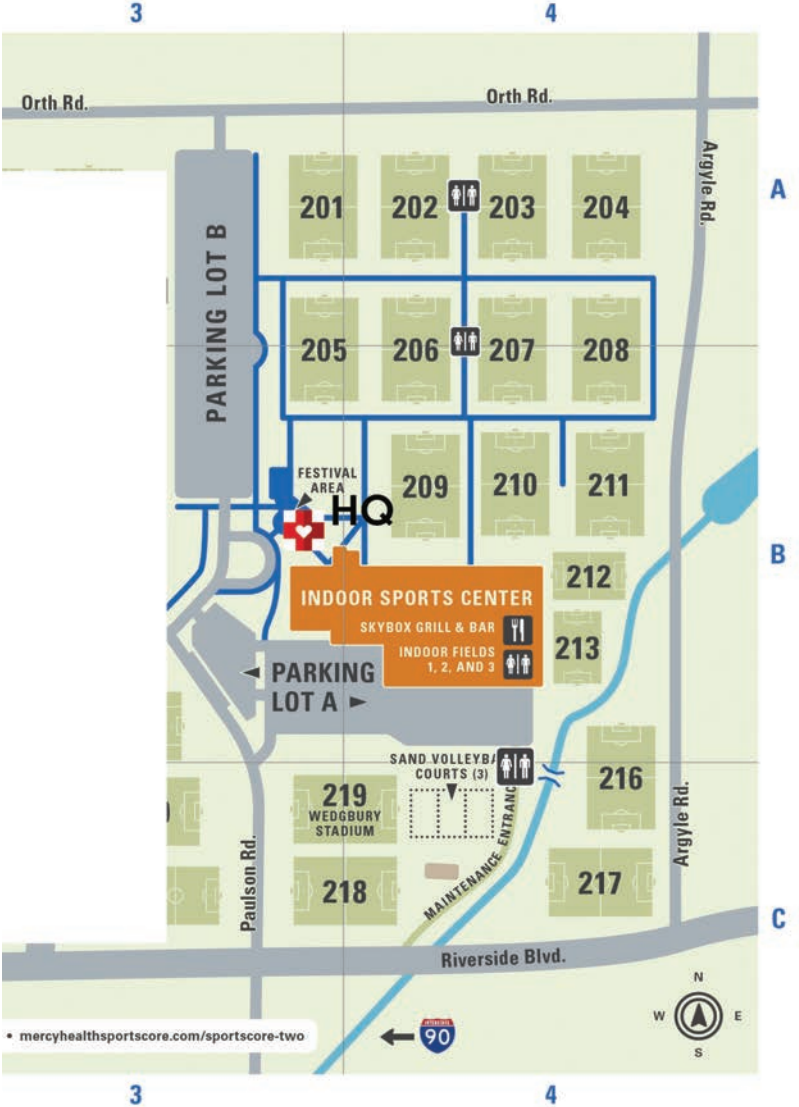 3
4
Orth Rd.
Orth Rd.
Argyle Rd.
A
201
202
203
204
PARKING LOT B
205
206
207
208
FESTIVAL
AREA
HQ
209
210
211
B
212
INDOOR SPORTS CENTER
SKYBOX GRILL & BAR
INDOOR FIELDS
1, 2, AND 3
213
PARKING
LOT A
SAND VOLLEYBA
COURTS (3)
216
219
WEDGBURY
STADIUM
MAINTENANCE ENTRANC
Argyle Rd.
Paulson Rd.
218
217
C
Riverside Blvd.
N
W
E
S
• mercyhealthsportscore.com/sportscore-two
INTERSTATE
90
3
4